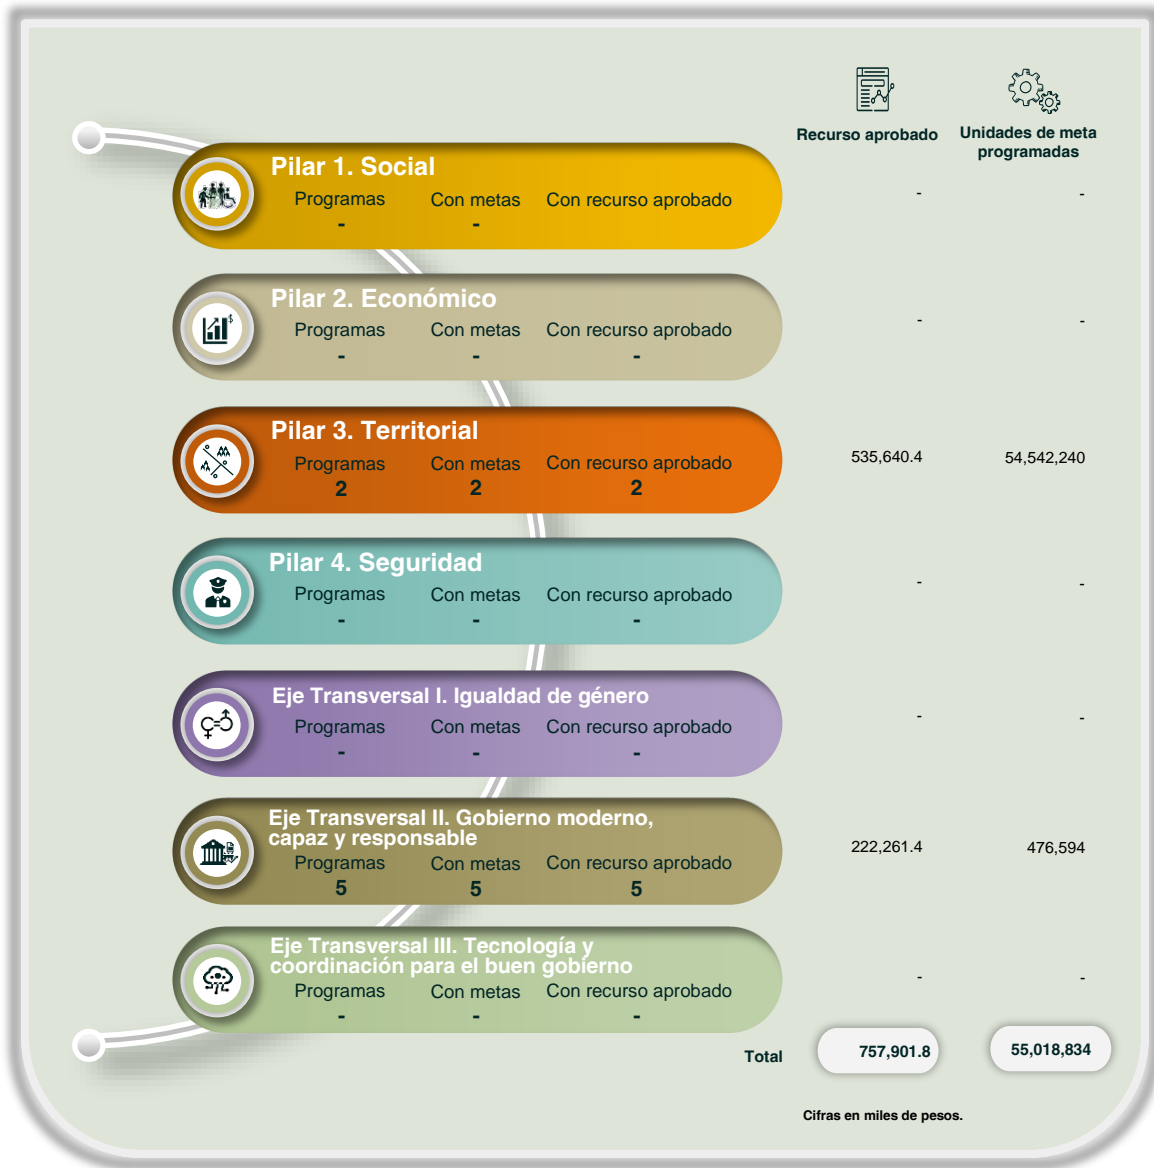 Recurso aprobado
Unidades de meta
programadas
Pilar 1. Social
Programas Con metas Con recurso aprobado
- -
- -
Pilar 2. Económico
Programas Con metas Con recurso aprobado
- - -
- -
Pilar 3. Territorial
Programas Con metas Con recurso aprobado
2 2 2
535,640.4 54,542,240
Pilar 4. Seguridad
Programas Con metas Con recurso aprobado
- - -
- -
Eje Transversal I. Igualdad de género
Programas Con metas Con recurso aprobado
- - -
- -
Eje Transversal II. Gobierno moderno,
capaz y responsable
Programas Con metas Con recurso aprobado
5 5 5
222,261.4 476,594
Eje Transversal III. Tecnología y
coordinación para el buen gobierno
Programas Con metas Con recurso aprobado
- - -
- -
Total 757,901.8 55,018,834
Cifras en miles de pesos.